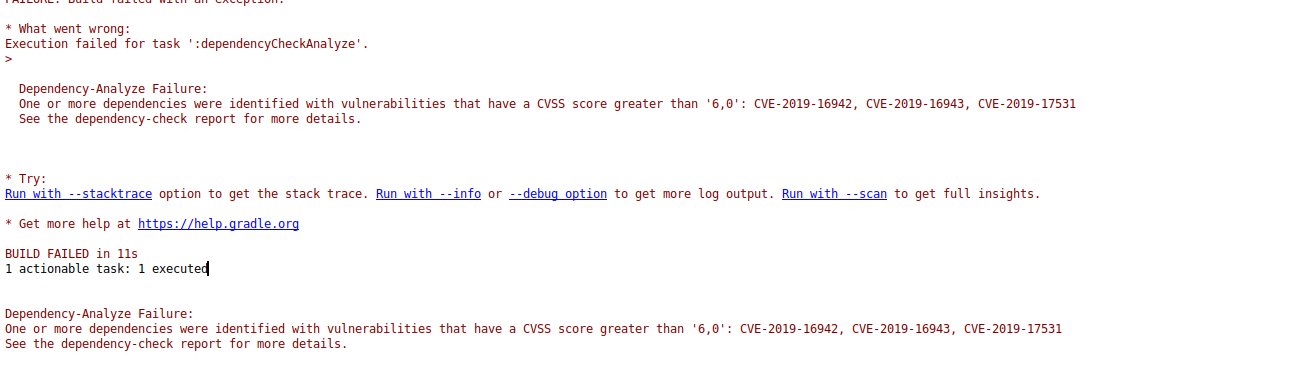 FAILURE: Build failed with an exception.
* What went wrong:
Execution failed for task ':dependencyCheckAnalyze'.
>
Dependency-Analyze Failure:
One or more dependencies were identified with vulnerabilities that have a CVSS score greater than '6,0': CVE-2019-16942, CVE-2019-16943, CVE-2019-17531
See the dependency-check report for more details.
* Try:
Run with --stacktrace option to get the stack trace. Run with --info or --debug option to get more log output. Run with --scan to get full insights.
* Get more help at https://help.gradle.org
BUILD FAILED in 11s
1 actionable task: 1 executed
Dependency-Analyze Failure:
One or more dependencies were identified with vulnerabilities that have a CVSS score greater than '6,0': CVE-2019-16942, CVE-2019-16943, CVE-2019-17531
See the dependency-check report for more details.